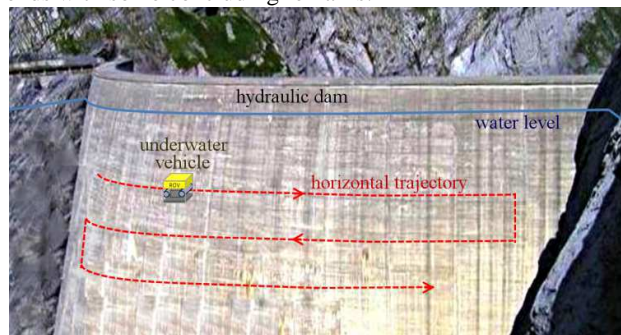 hydraulic dam
water level
underwater
vehicle
ROV
horizontal trajectory